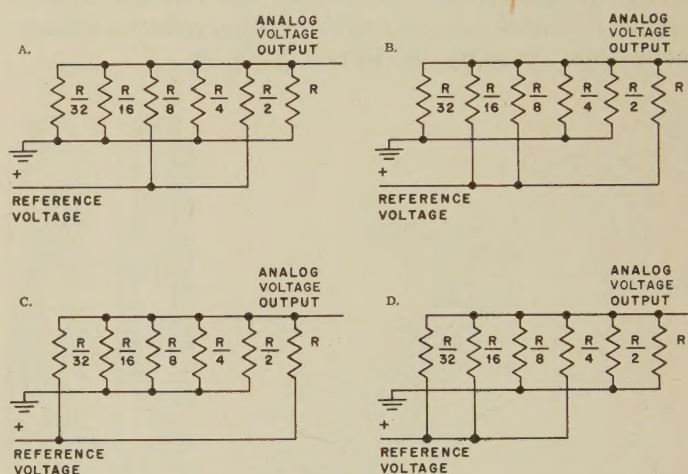 A.
ANALOG
VOLTAGE
OUTPUT
R
32
R
16
R
8
R
4
R
2
R
+
REFERENCE
VOLTAGE
B.
ANALOG
VOLTAGE
OUTPUT
R
32
R
16
R
8
R
4
R
2
R
+
REFERENCE
VOLTAGE
C.
ANALOG
VOLTAGE
OUTPUT
R
32
R
16
R
8
R
4
R
2
R
+
REFERENCE
VOLTAGE
D.
ANALOG
VOLTAGE
OUTPUT
R
32
R
16
R
8
R
4
R
2
R
+
REFERENCE
VOLTAGE